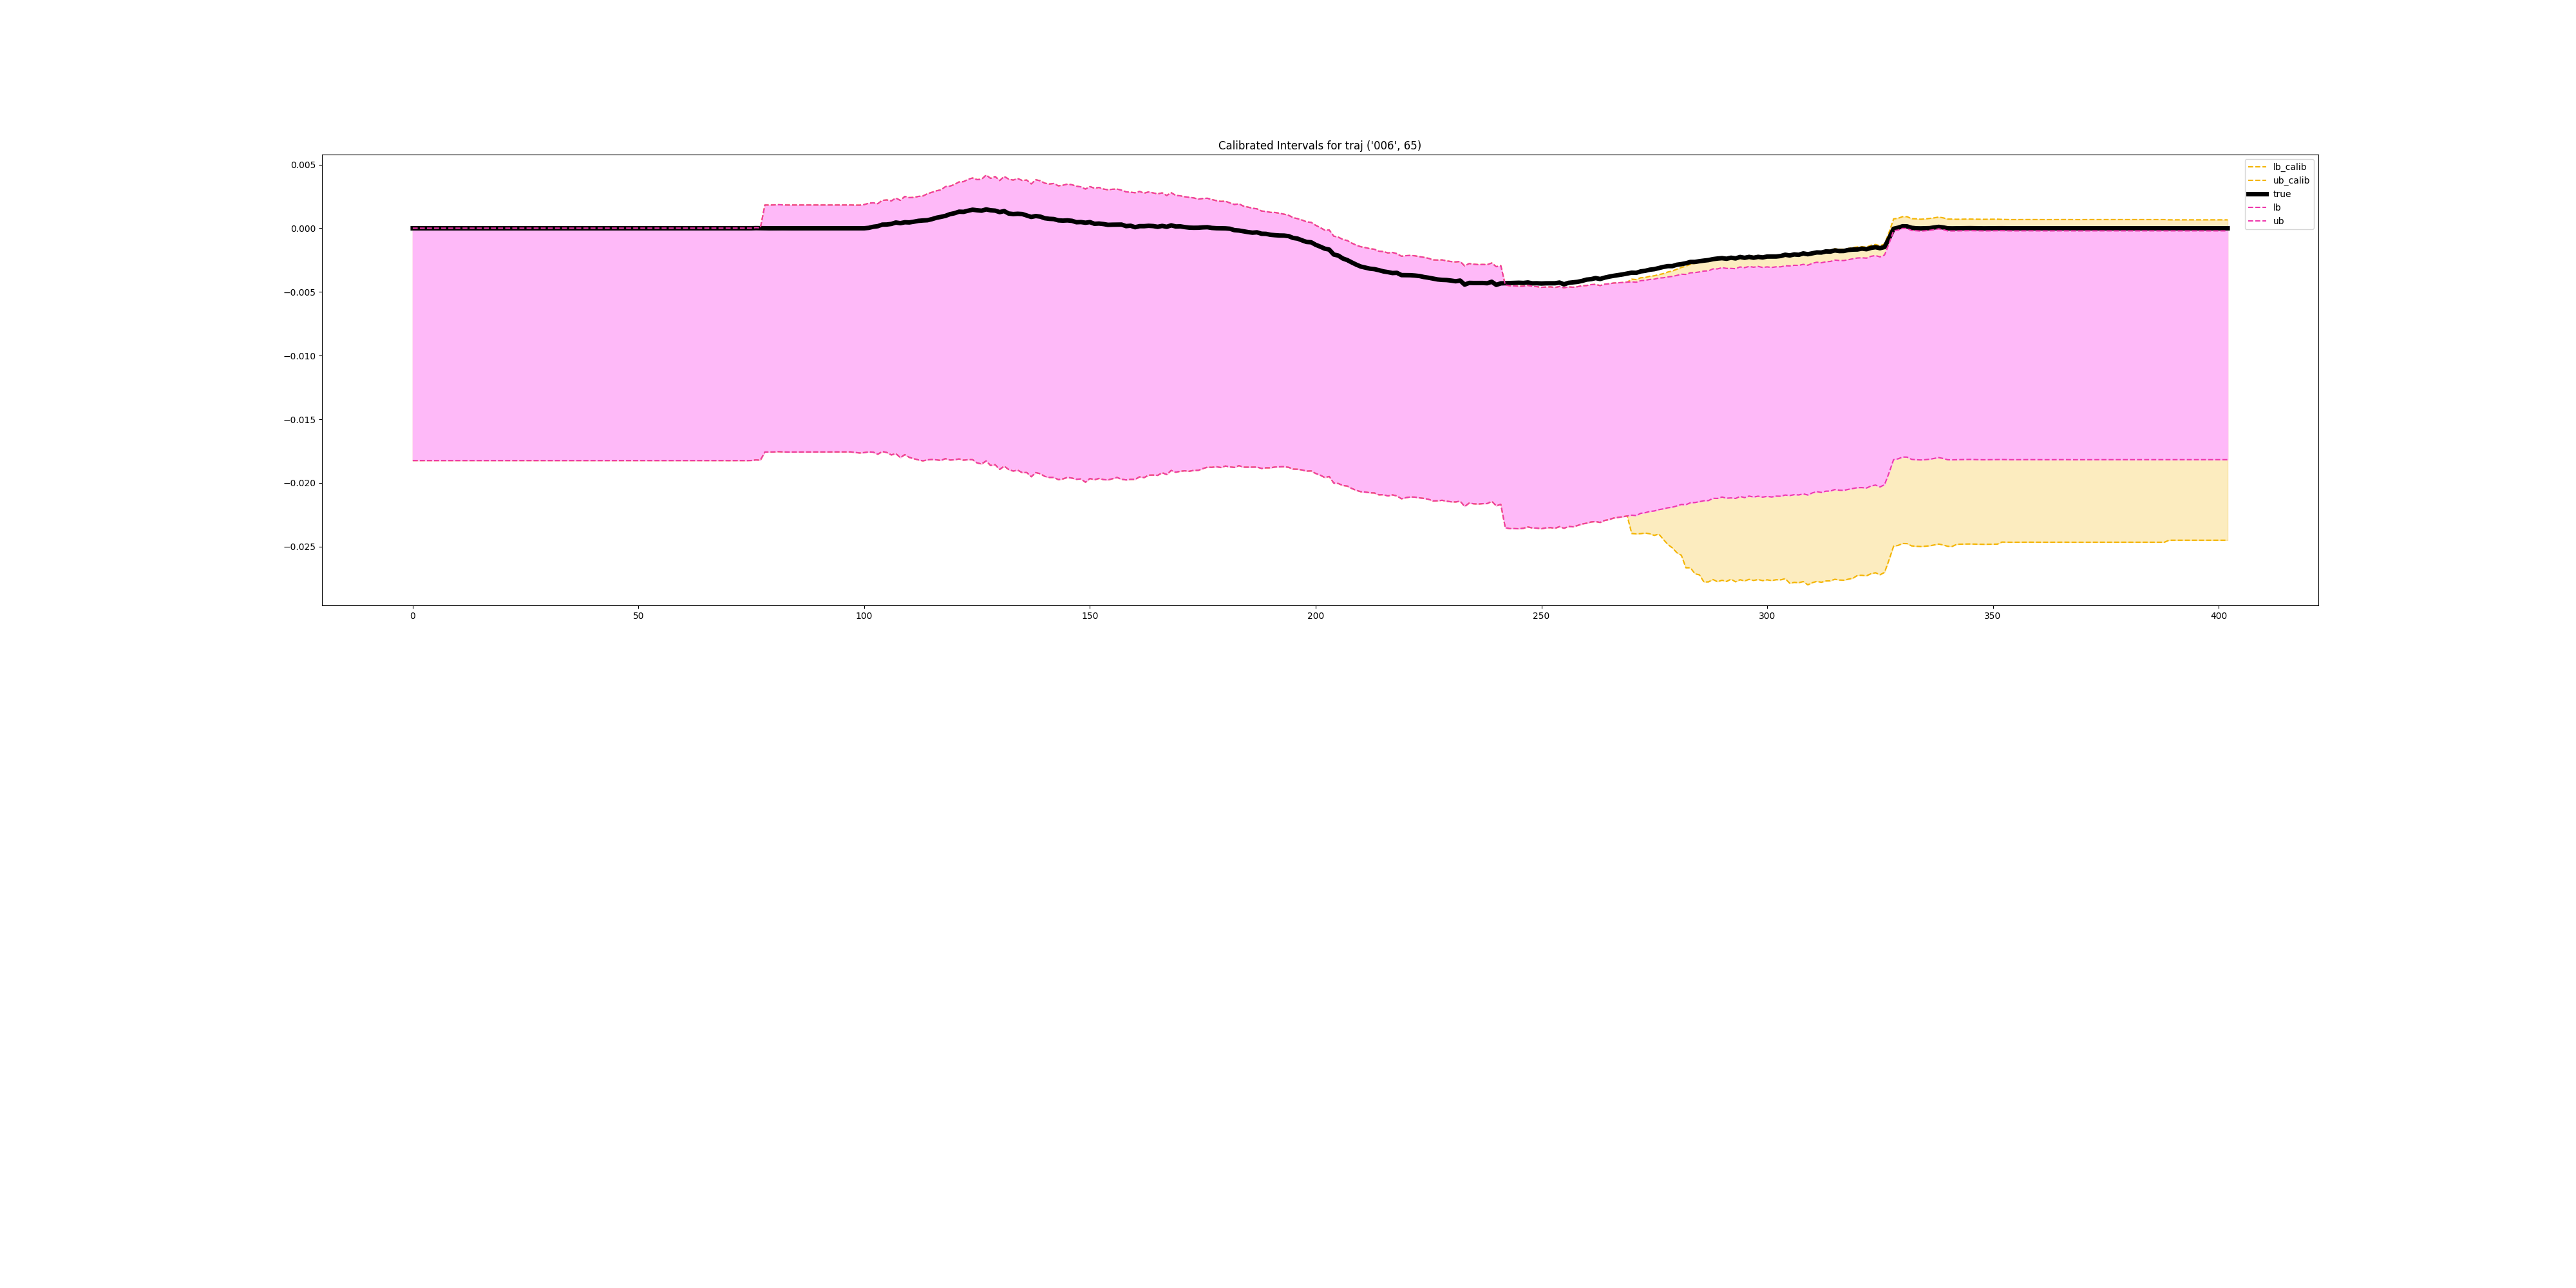 Calibrated Intervals for traj ('006', 65)
0.005
0.000
−0.005
−0.010
−0.015
−0.020
−0.025
0 50 100 150 200 250 300 350 400
lb_calib
ub_calib
true
lb
ub